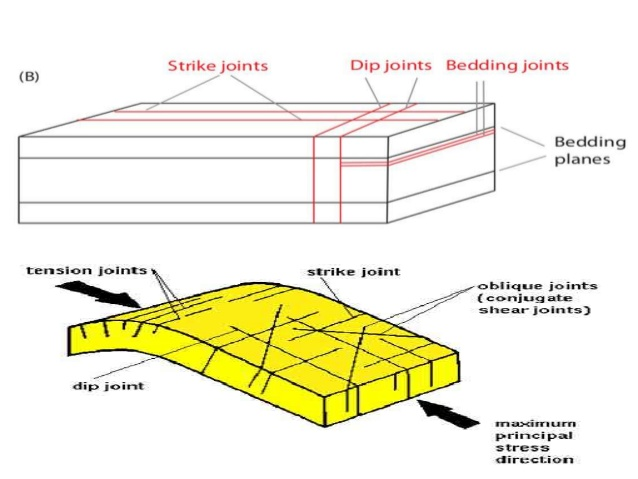 (B)
Strike joints
Dip joints
Bedding joints
Bedding
planes
tension joints
strike joint
oblique joints
(conjugate
shear joints)
dip joint
maximum
principal
stress
direction